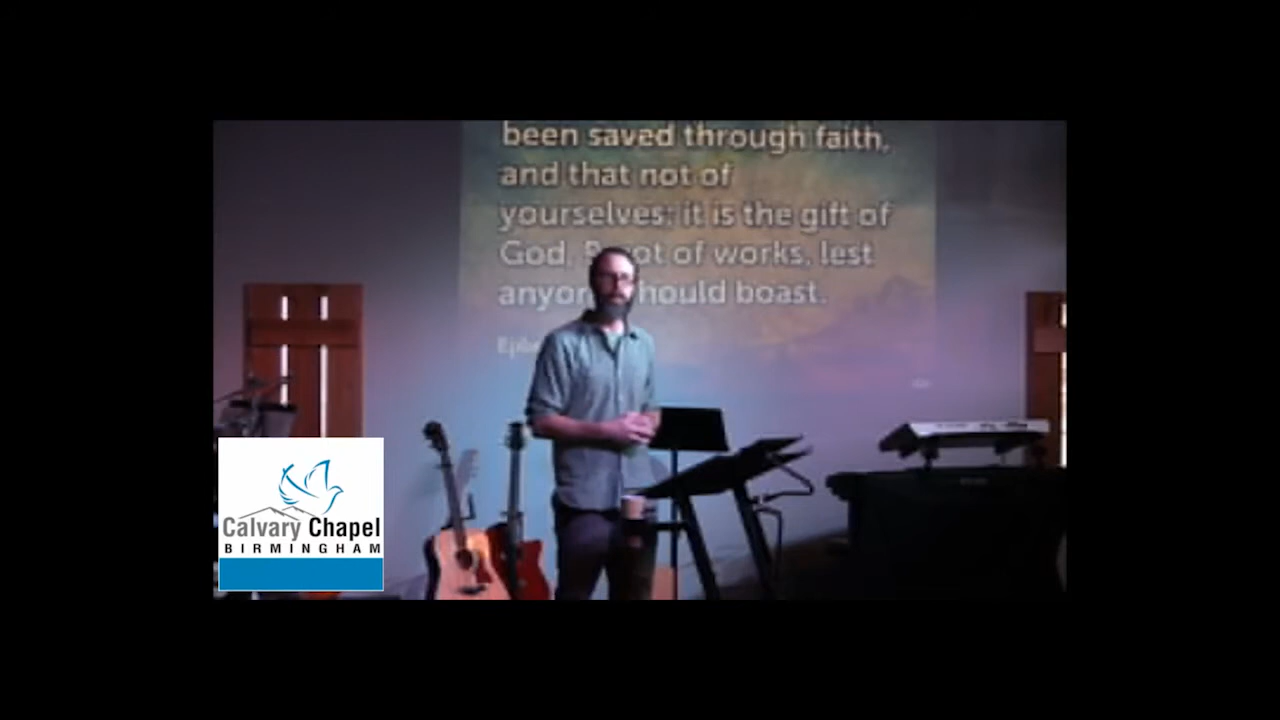 been saved through faith,
and that not of
yourselves; it is the gift of
God, not of works, lest
should boast.
Calvary Chapel
BIRMINGHAM